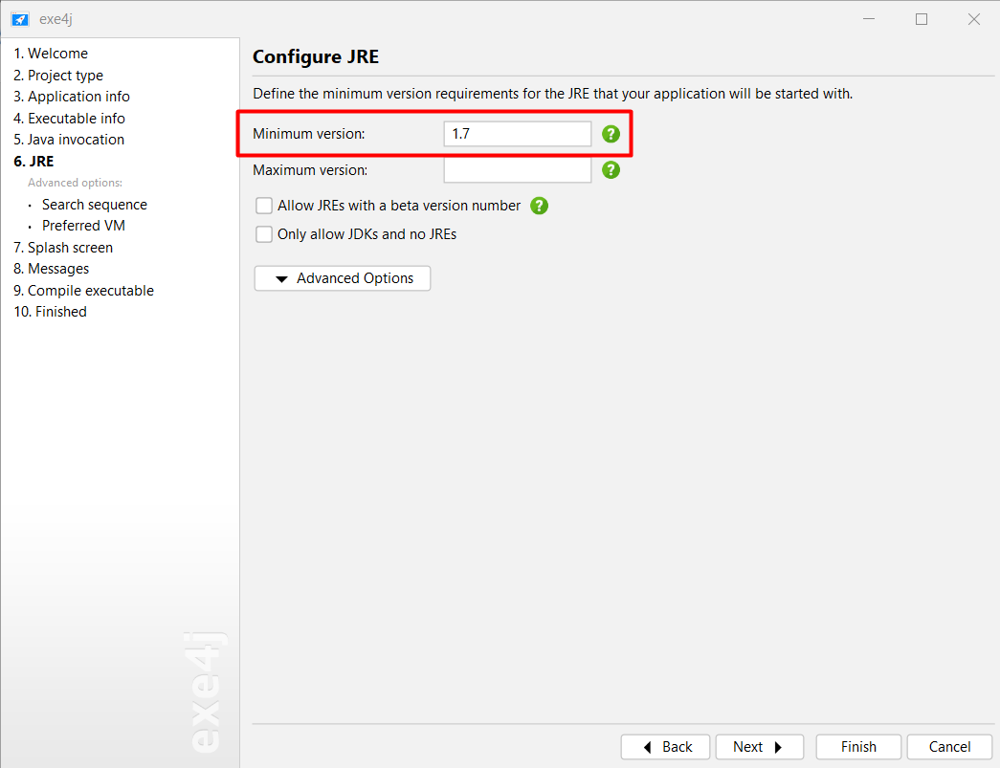 exe4j
1. Welcome
2. Project type
3. Application info
4. Executable info
5. Java invocation
6. JRE
Advanced options:
• Search sequence
• Preferred VM
7. Splash screen
8. Messages
9. Compile executable
10. Finished
exe4j
Configure JRE
Define the minimum version requirements for the JRE that your application will be started with.
Minimum version: 1.7 ?
Maximum version: ?
Allow JREs with a beta version number ?
Only allow JDKs and no JREs
Advanced Options
Back Next Finish Cancel